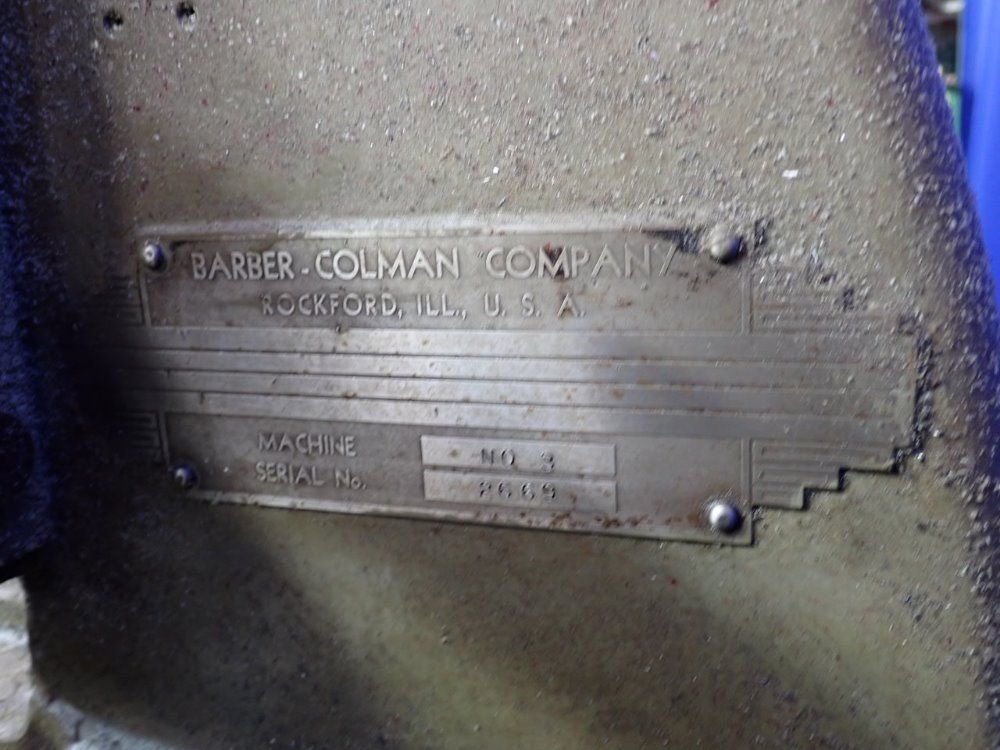 BARBER-COLMAN COMPANY
ROCKFORD, ILL., U. S. A.
MACHINE NO 3
SERIAL No. 2669